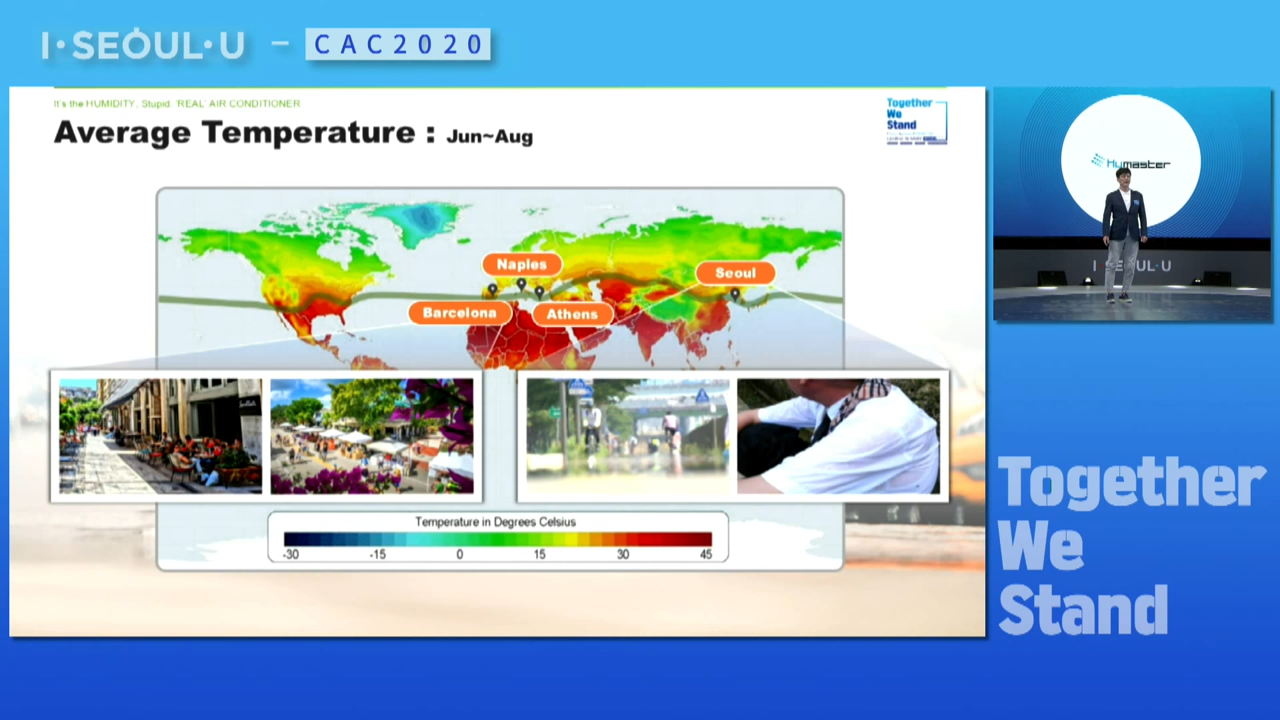 I·SEOUL·U – CAC2020
It's the HUMIDITY. Stupid. 'REAL' AIR CONDITIONER
Average Temperature : Jun~Aug
Together
We
Stand
Naples
Seoul
Barcelona
Athens
Temperature in Degrees Celsius
-30 -15 0 15 30 45
Humaster
I·SEOUL·U
Together
We
Stand